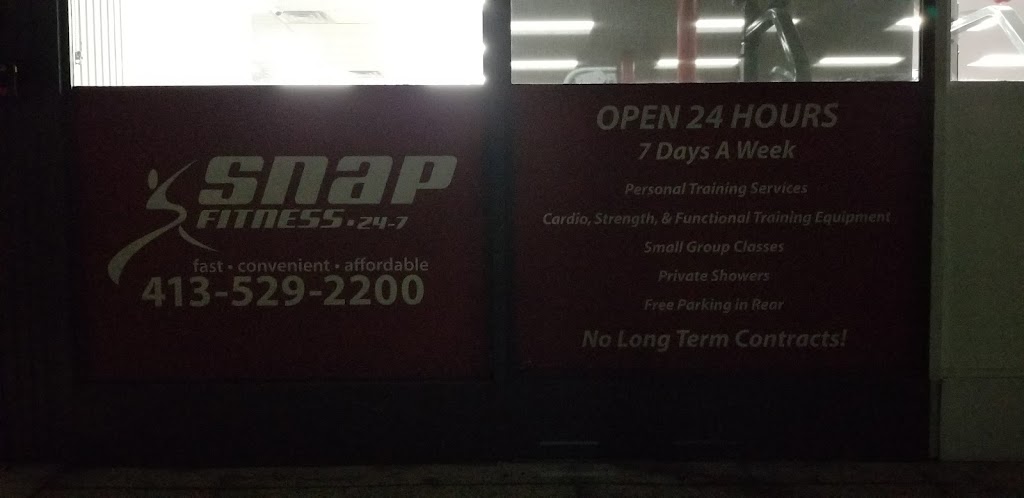 snap
FITNESS•24-7
fast • convenient • affordable
413-529-2200
OPEN 24 HOURS
7 Days A Week
Personal Training Services
Cardio, Strength, & Functional Training Equipment
Small Group Classes
Private Showers
Free Parking in Rear
No Long Term Contracts!